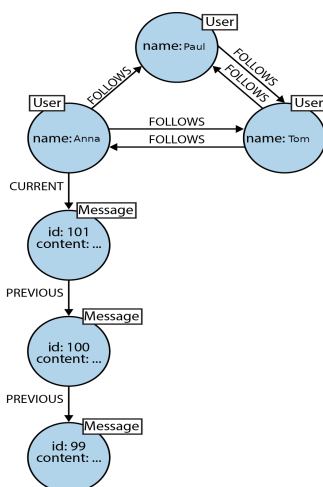 User
name: Paul
FOLLOWS
FOLLOWS
FOLLOWS
User
name: Anna
FOLLOWS
FOLLOWS
User
name: Tom
CURRENT
Message
id: 101
content: ...
PREVIOUS
Message
id: 100
content: ...
PREVIOUS
Message
id: 99
content: ...